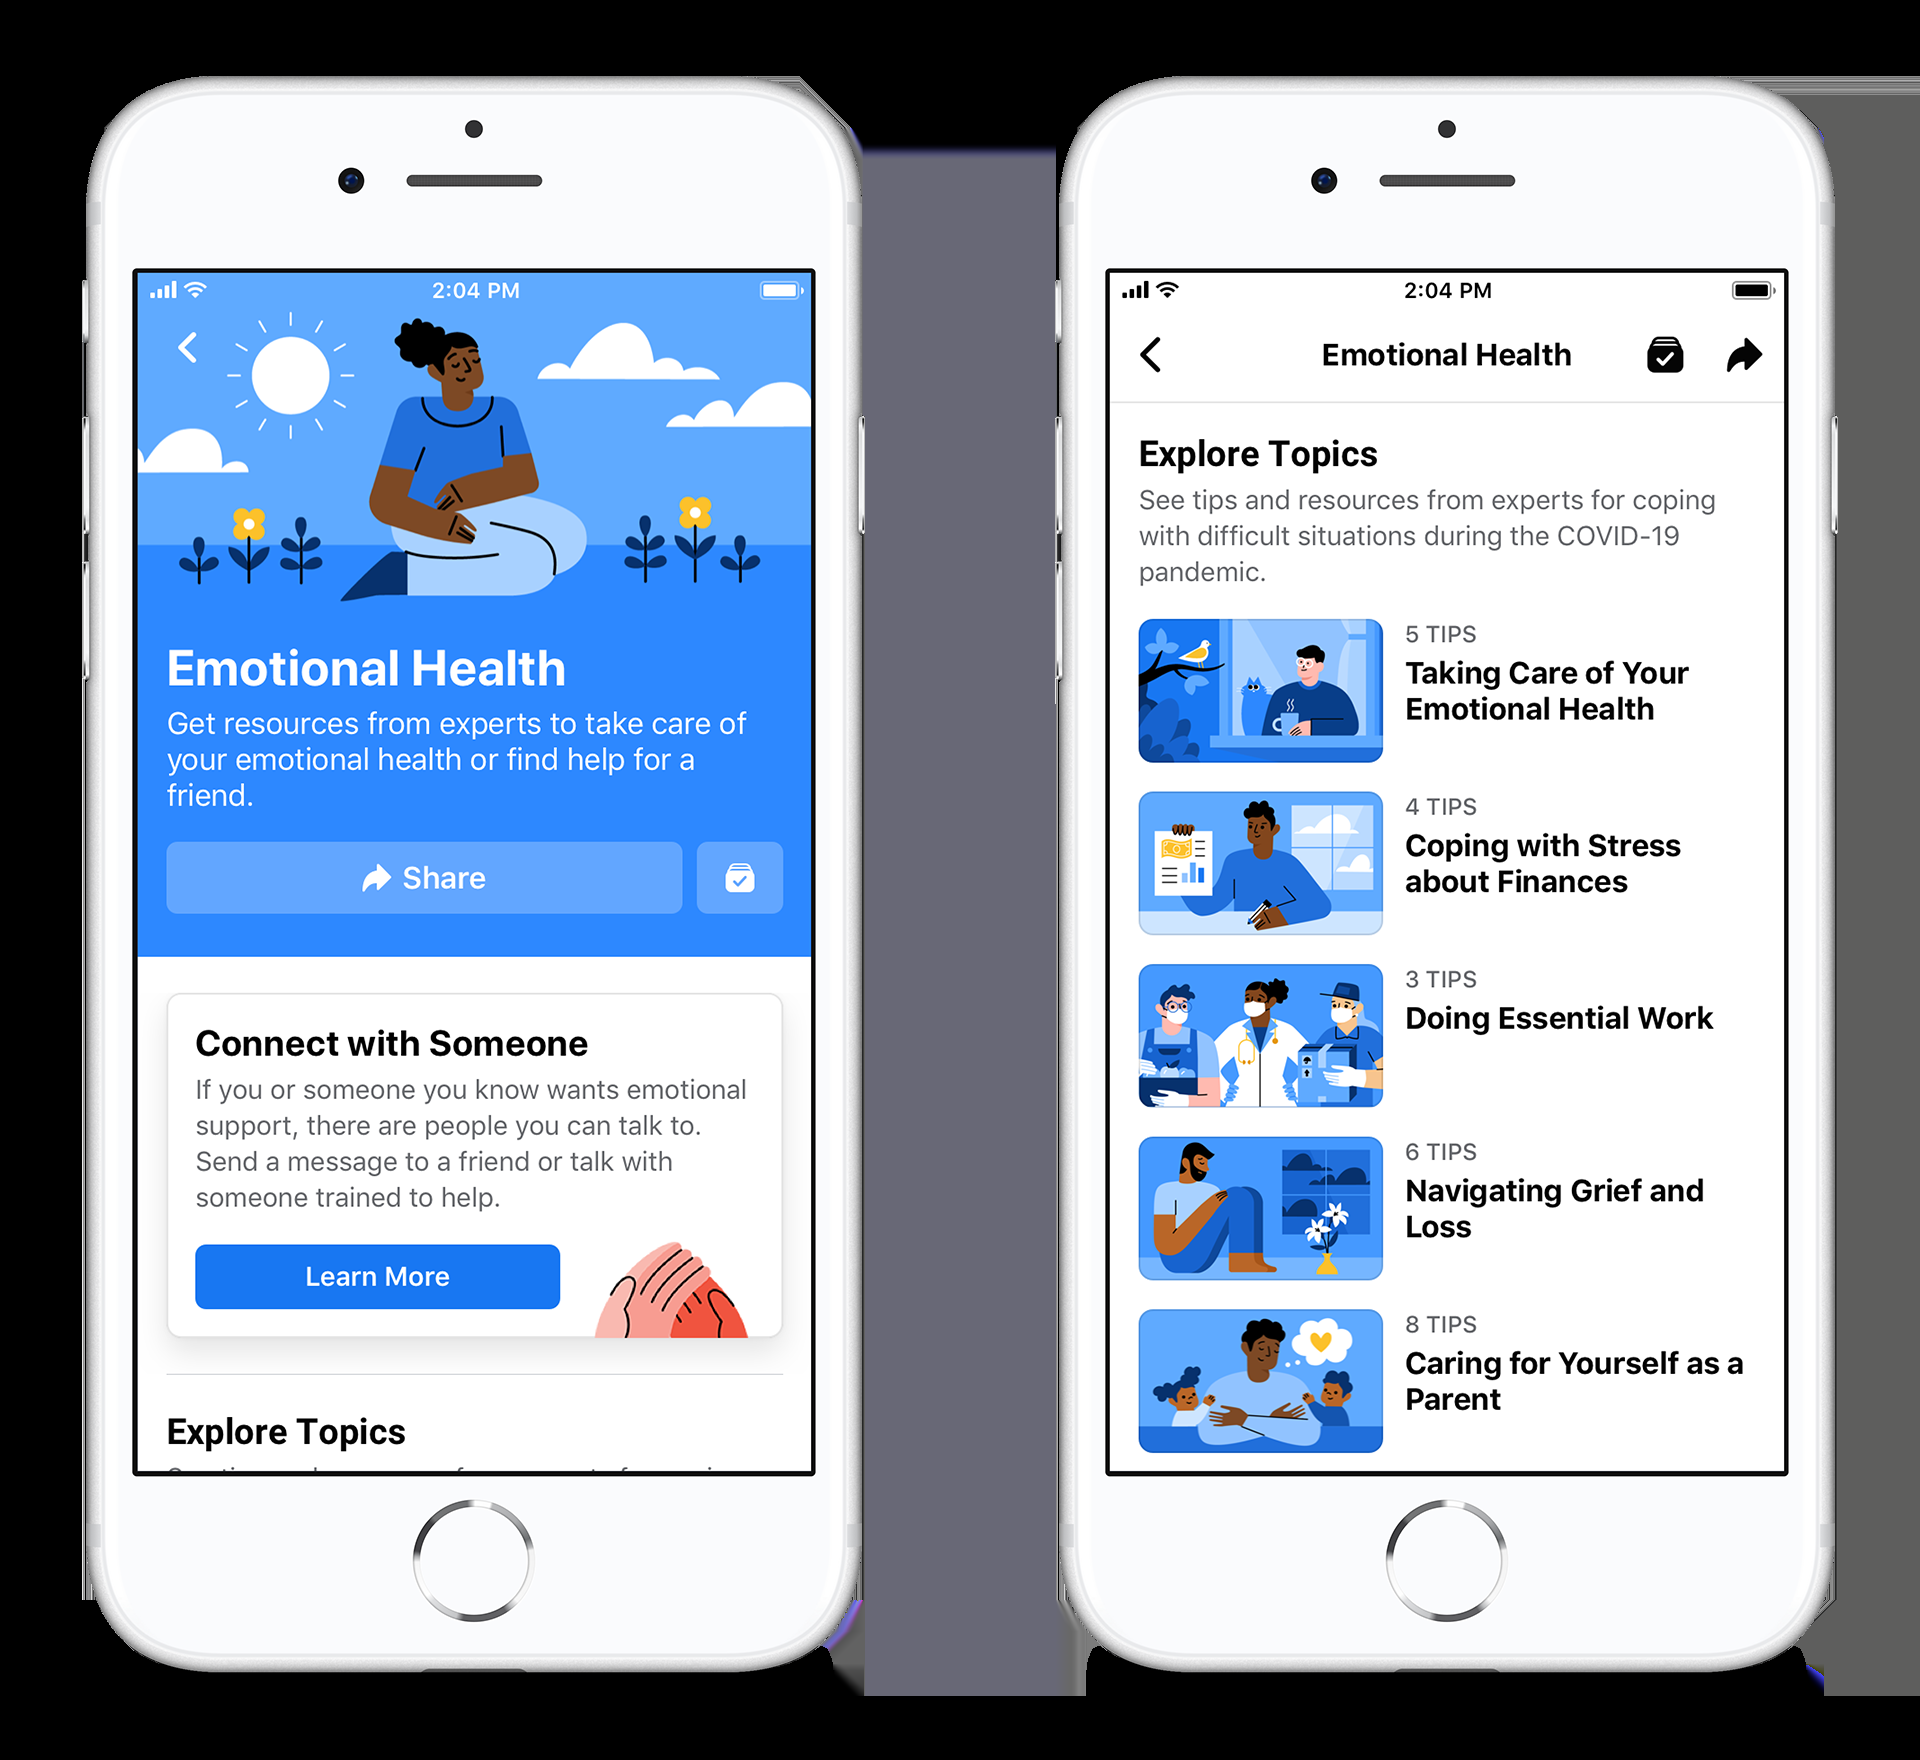 2:04 PM
Emotional Health
Get resources from experts to take care of
your emotional health or find help for a
friend.
Share
Connect with Someone
If you or someone you know wants emotional
support, there are people you can talk to.
Send a message to a friend or talk with
someone trained to help.
Learn More
Explore Topics
2:04 PM
Emotional Health
Explore Topics
See tips and resources from experts for coping
with difficult situations during the COVID-19
pandemic.
5 TIPS
Taking Care of Your
Emotional Health
4 TIPS
Coping with Stress
about Finances
3 TIPS
Doing Essential Work
6 TIPS
Navigating Grief and
Loss
8 TIPS
Caring for Yourself as a
Parent